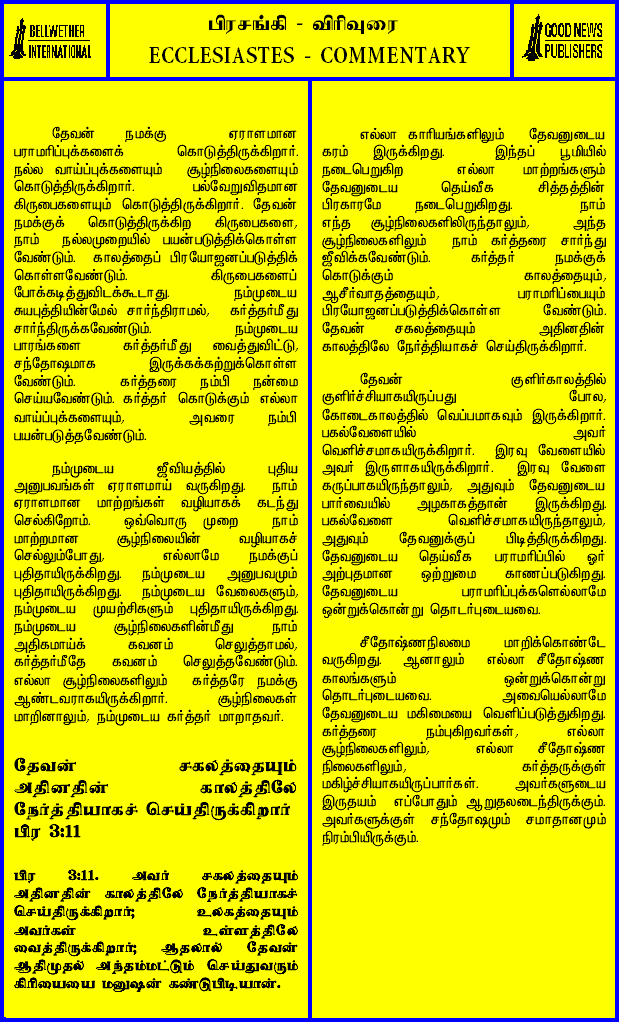 BELLWETHER
INTERNATIONAL
பிரசங்கி - விரிவுரை
ECCLESIASTES - COMMENTARY
GOOD NEWS
PUBLISHERS
தேவன் நமக்கு ஏராளமான
பராமரிப்புக்களைக் கொடுத்திருக்கிறார்.
நல்ல வாய்ப்புக்களையும் சூழ்நிலைகளையும்
கொடுத்திருக்கிறார். பல்வேறுவிதமான
கிருபைகளையும் கொடுத்திருக்கிறார். தேவன்
நமக்குக் கொடுத்திருக்கிற கிருபைகளை,
நாம் நல்லமுறையில் பயன்படுத்திக்கொள்ள
வேண்டும். காலத்தைப் பிரயோஜனப்படுத்திக்
கொள்ளவேண்டும். கிருபைகளைப்
போக்கடித்துவிடக்கூடாது. நம்முடைய
சுயபுத்தியின்மேல் சார்ந்திராமல், கர்த்தர்மீது
சார்ந்திருக்கவேண்டும். நம்முடைய
பாரங்களை கர்த்தர்மீது வைத்துவிட்டு,
சந்தோஷமாக இருக்கக்கற்றுக்கொள்ள
வேண்டும். கர்த்தரை நம்பி நன்மை
செய்யவேண்டும். கர்த்தர் கொடுக்கும் எல்லா
வாய்ப்புக்களையும், அவரை நம்பி
பயன்படுத்தவேண்டும்.
நம்முடைய ஜீவியத்தில் புதிய
அனுபவங்கள் ஏராளமாய் வருகிறது. நாம்
ஏராளமான மாற்றங்கள் வழியாகக் கடந்து
செல்கிறோம். ஒவ்வொரு முறை நாம்
மாற்றமான சூழ்நிலையின் வழியாகச்
செல்லும்போது, எல்லாமே நமக்குப்
புதிதாயிருக்கிறது. நம்முடைய அனுபவமும்
புதிதாயிருக்கிறது. நம்முடைய வேலைகளும்,
நம்முடைய முயற்சிகளும் புதிதாயிருக்கிறது.
நம்முடைய சூழ்நிலைகளின்மீது நாம்
அதிகமாய்க் கவனம் செலுத்தாமல்,
கர்த்தர்மீதே கவனம் செலுத்தவேண்டும்.
எல்லா சூழ்நிலைகளிலும் கர்த்தரே நமக்கு
ஆண்டவராகயிருக்கிறார். சூழ்நிலைகள்
மாறினாலும், நம்முடைய கர்த்தர் மாறாதவர்.
தேவன் சகலத்தையும்
அதினதின் காலத்திலே
நேர்த்தியாகச் செய்திருக்கிறார்
பிர 3:11
பிர 3:11. அவர் சகலத்தையும்
அதினதின் காலத்திலே நேர்த்தியாகச்
செய்திருக்கிறார்; உலகத்தையும்
அவர்கள் உள்ளத்திலே
வைத்திருக்கிறார்; ஆதலால் தேவன்
ஆதிமுதல் அந்தம்மட்டும் செய்துவரும்
கிரியையை மனுஷன் கண்டுபிடியான்.
எல்லா காரியங்களிலும் தேவனுடைய
கரம் இருக்கிறது. இந்தப் பூமியில்
நடைபெறுகிற எல்லா மாற்றங்களும்
தேவனுடைய தெய்வீக சித்தத்தின்
பிரகாரமே நடைபெறுகிறது. நாம்
எந்த சூழ்நிலைகளிலிருந்தாலும், அந்த
சூழ்நிலைகளிலும் நாம் கர்த்தரை சார்ந்து
ஜீவிக்கவேண்டும். கர்த்தர் நமக்குக்
கொடுக்கும் காலத்தையும்,
ஆசீர்வாதத்தையும், பராமரிப்பையும்
பிரயோஜனப்படுத்திக்கொள்ள வேண்டும்.
தேவன் சகலத்தையும் அதினதின்
காலத்திலே நேர்த்தியாகச் செய்திருக்கிறார்.
தேவன் குளிர்காலத்தில்
குளிர்ச்சியாகயிருப்பது போல,
கோடைகாலத்தில் வெப்பமாகவும் இருக்கிறார்.
பகல்வேளையில் அவர்
வெளிச்சமாகயிருக்கிறார். இரவு வேளையில்
அவர் இருளாகயிருக்கிறார். இரவு வேளை
கருப்பாகயிருந்தாலும், அதுவும் தேவனுடைய
பார்வையில் அழகாகத்தான் இருக்கிறது.
பகல்வேளை வெளிச்சமாகயிருந்தாலும்,
அதுவும் தேவனுக்குப் பிடித்திருக்கிறது.
தேவனுடைய தெய்வீக பராமரிப்பில் ஓர்
அற்புதமான ஒற்றுமை காணப்படுகிறது.
தேவனுடைய பராமரிப்புக்களெல்லாமே
ஒன்றுக்கொன்று தொடர்புடையவை.
சீதோஷ்ணநிலமை மாறிக்கொண்டே
வருகிறது. ஆனாலும் எல்லா சீதோஷ்ண
காலங்களும் ஒன்றுக்கொன்று
தொடர்புடையவை. அவையெல்லாமே
தேவனுடைய மகிமையை வெளிப்படுத்துகிறது.
கர்த்தரை நம்புகிறவர்கள், எல்லா
சூழ்நிலைகளிலும், எல்லா சீதோஷ்ண
நிலைகளிலும், கர்த்தருக்குள்
மகிழ்ச்சியாகயிருப்பார்கள். அவர்களுடைய
இருதயம் எப்போதும் ஆறுதலடைந்திருக்கும்.
அவர்களுக்குள் சந்தோஷமும் சமாதானமும்
நிரம்பியிருக்கும்.